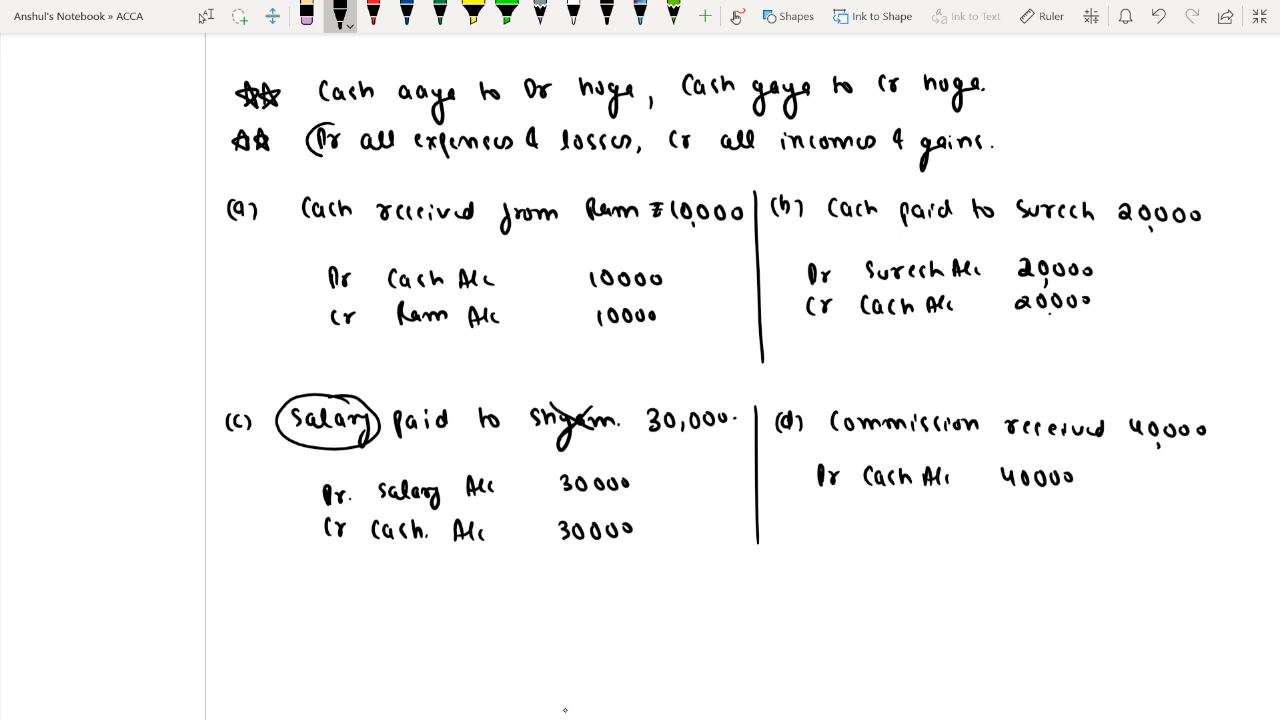 Anshul's Notebook » ACCA
Shapes Ink to Shape Ink to Text Ruler
Cash aaye to Dr hoga, Cash gaya to Cr hoga.
Dr all expenses & losses, Cr all incomes & gains.
(a) Cash received from Ram ₹10,000
Dr Cash A/c 10000
Cr Ram A/c 10000
(b) Cash paid to Suresh 20,000
Dr Suresh A/c 20,000
Cr Cash A/c 20000
(c) Salary paid to Shyam. 30,000.
Dr. Salary A/c 30000
Cr Cash. A/c 30000
(d) Commission received 40,000
Dr Cash A/c 40000